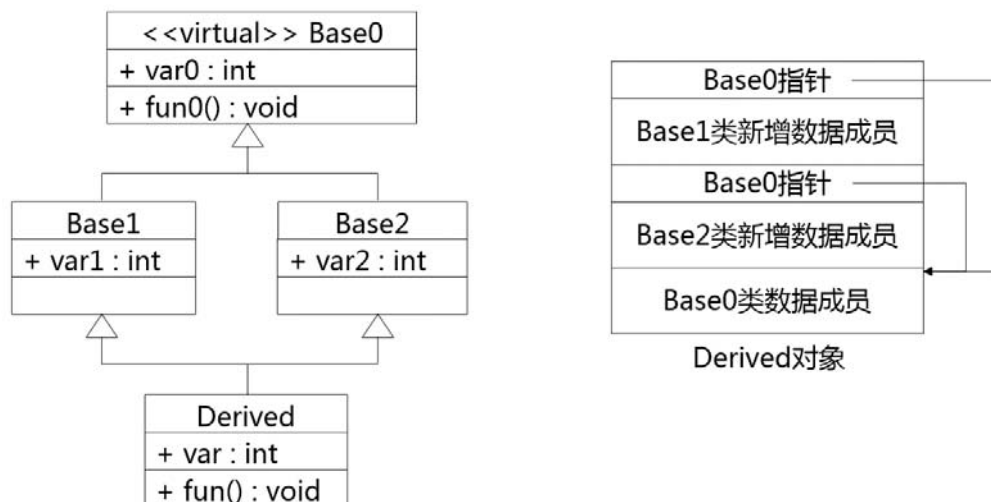 <<virtual>> Base0
+ var0 : int
+ fun0() : void
Base1
+ var1 : int
Base2
+ var2 : int
Derived
+ var : int
+ fun() : void
Base0指针
Base1类新增数据成员
Base0指针
Base2类新增数据成员
Base0类数据成员
Derived对象